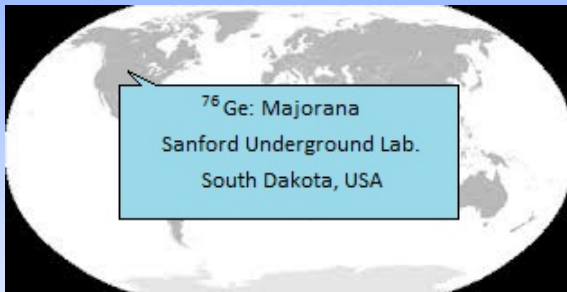 ⁷⁶Ge: Majorana
Sanford Underground Lab.
South Dakota, USA